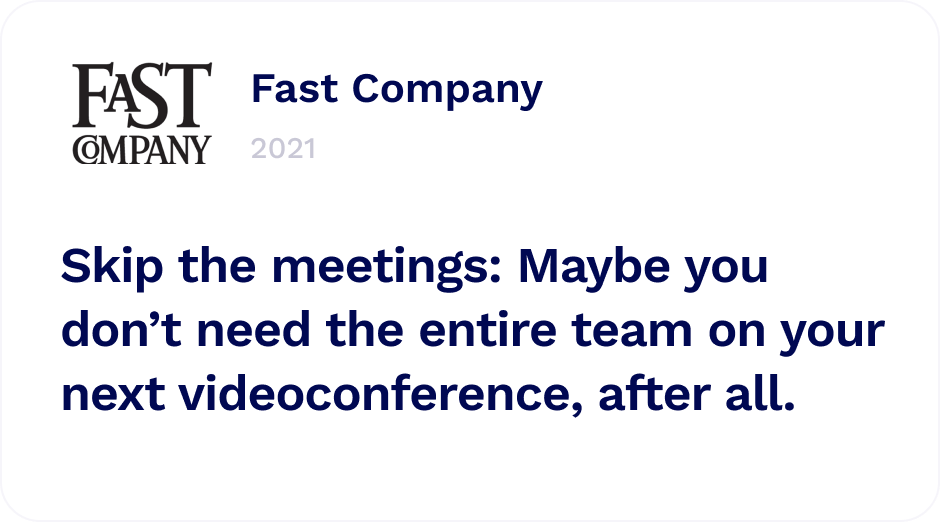 FAST
COMPANY
Fast Company
2021
Skip the meetings: Maybe you
don’t need the entire team on your
next videoconference, after all.